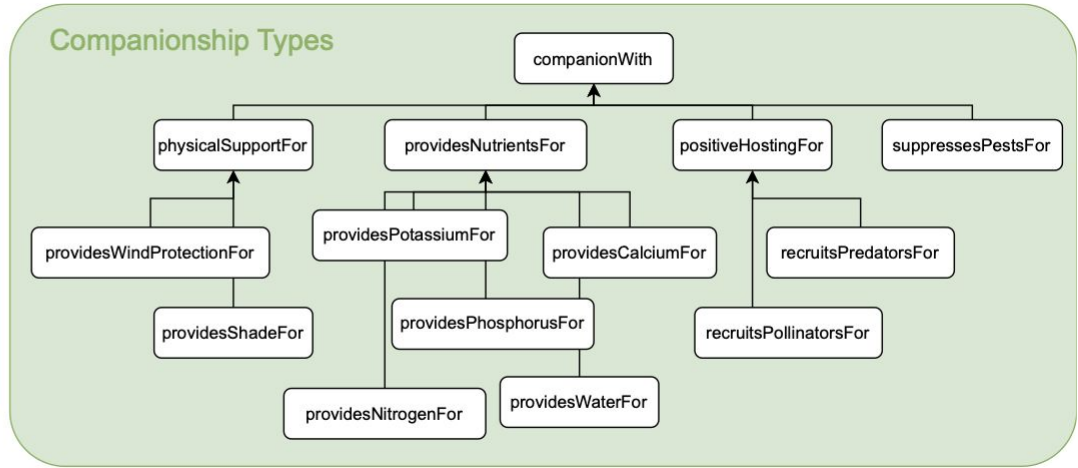 Companionship Types
companionWith
physicalSupportFor
providesNutrientsFor
positiveHostingFor
suppressesPestsFor
providesWindProtectionFor
providesPotassiumFor
providesCalciumFor
recruitsPredatorsFor
providesShadeFor
providesPhosphorusFor
recruitsPollinatorsFor
providesNitrogenFor
providesWaterFor